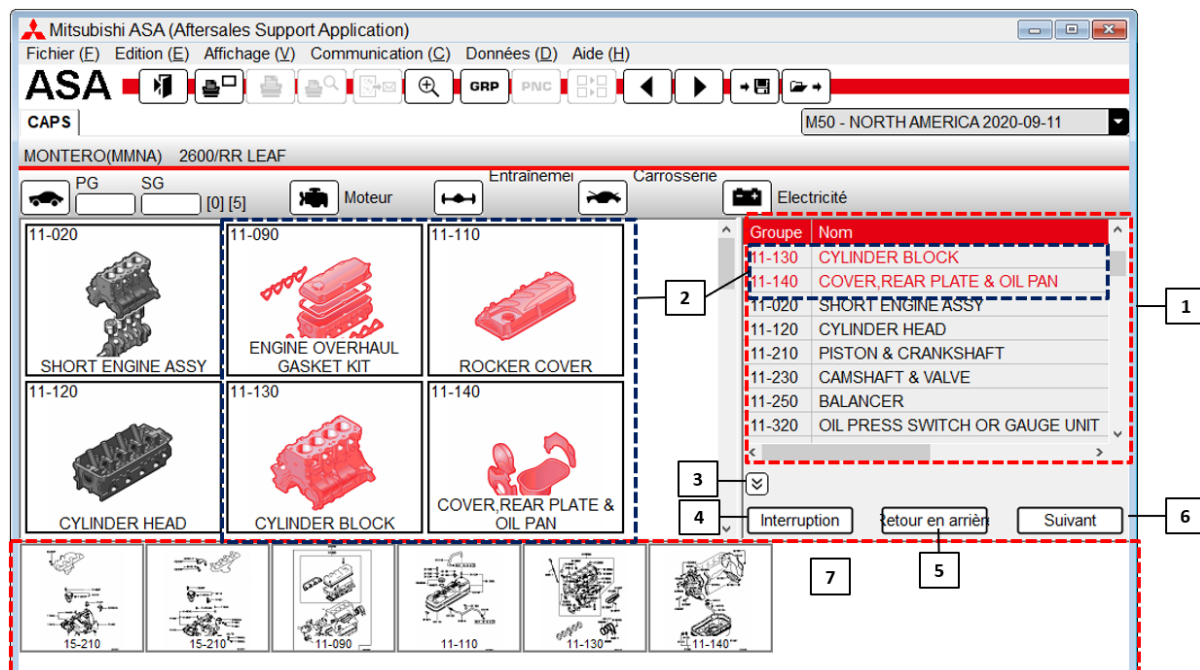 Mitsubishi ASA (Aftersales Support Application)
Fichier (F) Edition (E) Affichage (V) Communication (C) Données (D) Aide (H)
ASA GRP PNC
CAPS
M50 - NORTH AMERICA 2020-09-11
MONTERO(MMNA) 2600/RR LEAF
PG SG [0] [5] Moteur Entraînemei Carrosserie Electricité
11-020
SHORT ENGINE ASSY
11-090
ENGINE OVERHAUL
GASKET KIT
11-110
ROCKER COVER
11-120
CYLINDER HEAD
11-130
CYLINDER BLOCK
11-140
COVER,REAR PLATE &
OIL PAN
2
Groupe Nom
11-130 CYLINDER BLOCK
11-140 COVER,REAR PLATE & OIL PAN
11-020 SHORT ENGINE ASSY
11-120 CYLINDER HEAD
11-210 PISTON & CRANKSHAFT
11-230 CAMSHAFT & VALVE
11-250 BALANCER
11-320 OIL PRESS SWITCH OR GAUGE UNIT
1
3
4
Interruption
Retour en arrièr
Suivant
6
5
7
15-210
15-210
11-090
11-110
11-130
11-140